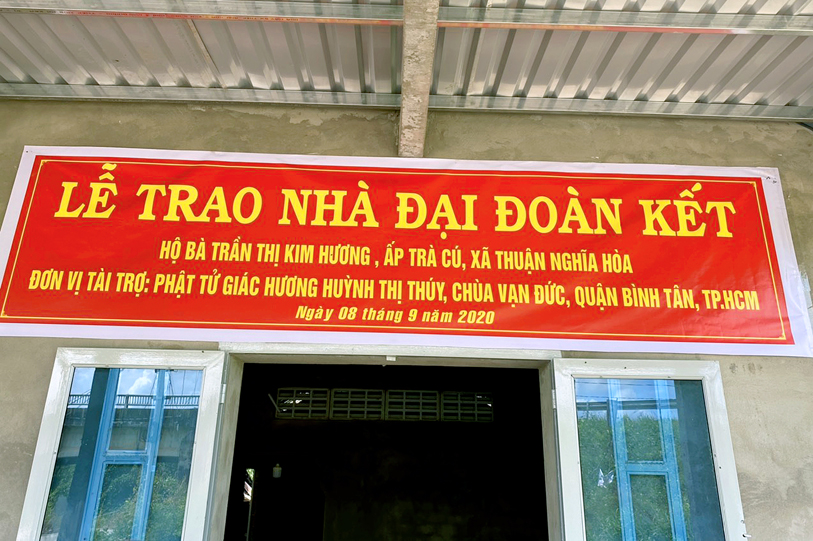 LỄ TRAO NHÀ ĐẠI ĐOÀN KẾT
HỘ BÀ TRẦN THỊ KIM HƯƠNG , ẤP TRÀ CÚ, XÃ THUẬN NGHĨA HÒA
ĐƠN VỊ TÀI TRỢ: PHẬT TỬ GIÁC HƯƠNG HUỲNH THỊ THÚY, CHÙA VẠN ĐỨC, QUẬN BÌNH TÂN, TP.HCM
Ngày 08 tháng 9 năm 2020